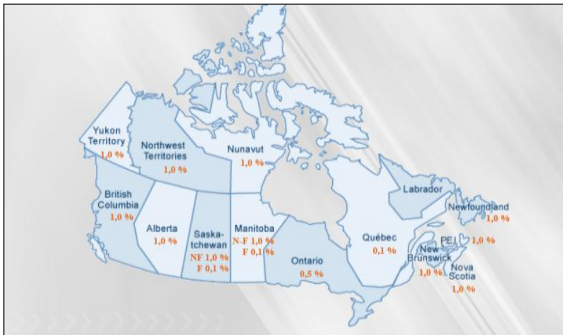 Yukon
Territory
1,0 %
Northwest
Territories
1,0 %
Nunavut
1,0 %
British
Columbia
1,0 %
Alberta
1,0 %
Saska-
tchewan
NF 1,0 %
F 0,1 %
Manitoba
N-F 1,0 %
F 0,1 %
Ontario
0,5 %
Québec
0,1 %
Labrador
Newfoundland
1,0 %
PEI
1,0 %
New
Brunswick
1,0 %
Nova
Scotia
1,0 %